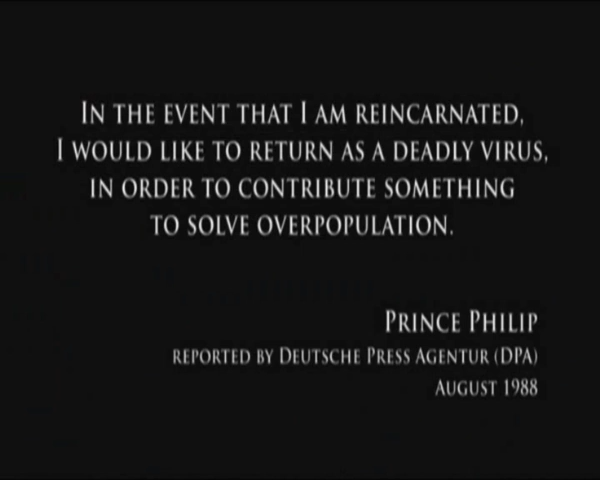 In the event that I am reincarnated,
I would like to return as a deadly virus,
in order to contribute something
to solve overpopulation.
Prince Philip
reported by Deutsche Press Agentur (DPA)
August 1988